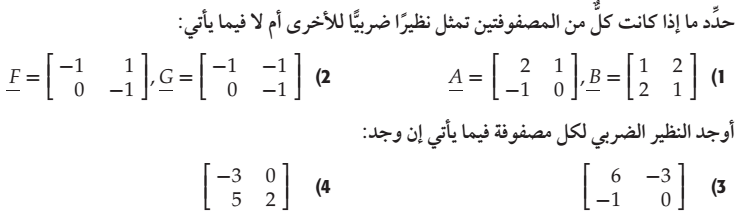 حدِّد ما إذا كانت كلٌّ من المصفوفتين تمثل نظيرًا ضربيًّا للأخرى أم لا فيما يأتي:
(1 A = [2 1; −1 0], B = [1 2; 2 1]
(2 F = [−1 1; 0 −1], G = [−1 −1; 0 −1]
أوجد النظير الضربي لكل مصفوفة فيما يأتي إن وجد:
(3 [6 −3; −1 0]
(4 [−3 0; 5 2]